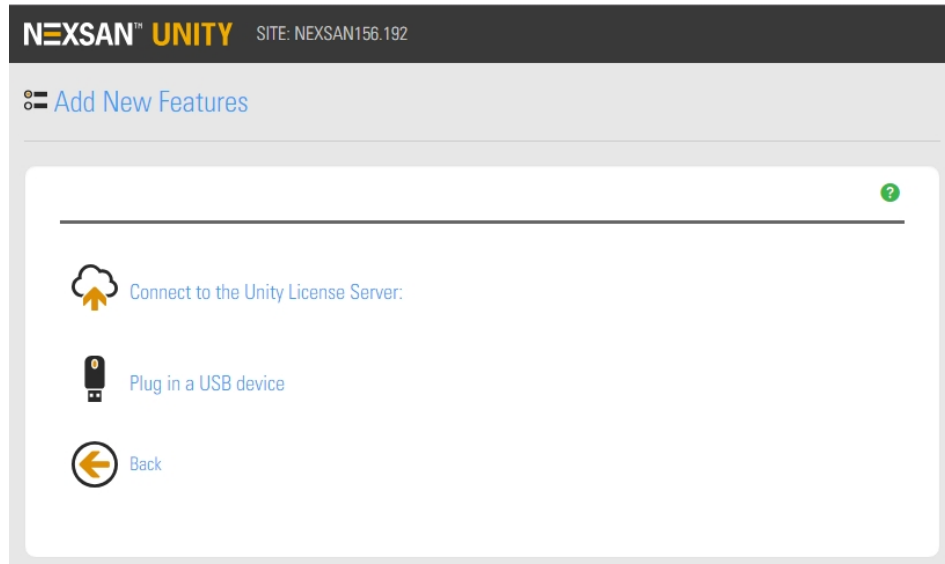 NEXSAN™ UNITY SITE: NEXSAN156.192
Add New Features
?
Connect to the Unity License Server:
Plug in a USB device
Back